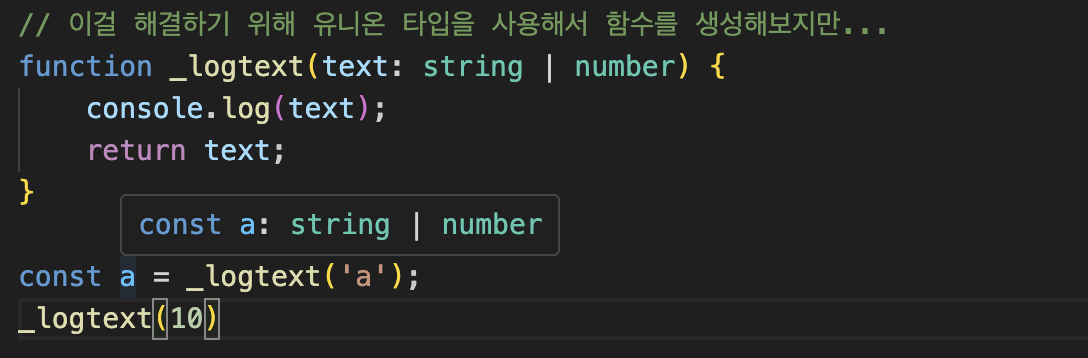 // 이걸 해결하기 위해 유니온 타입을 사용해서 함수를 생성해보지만...
function _logtext(text: string | number) {
    console.log(text);
    return text;
}
const a: string | number
const a = _logtext('a');
_logtext(10)